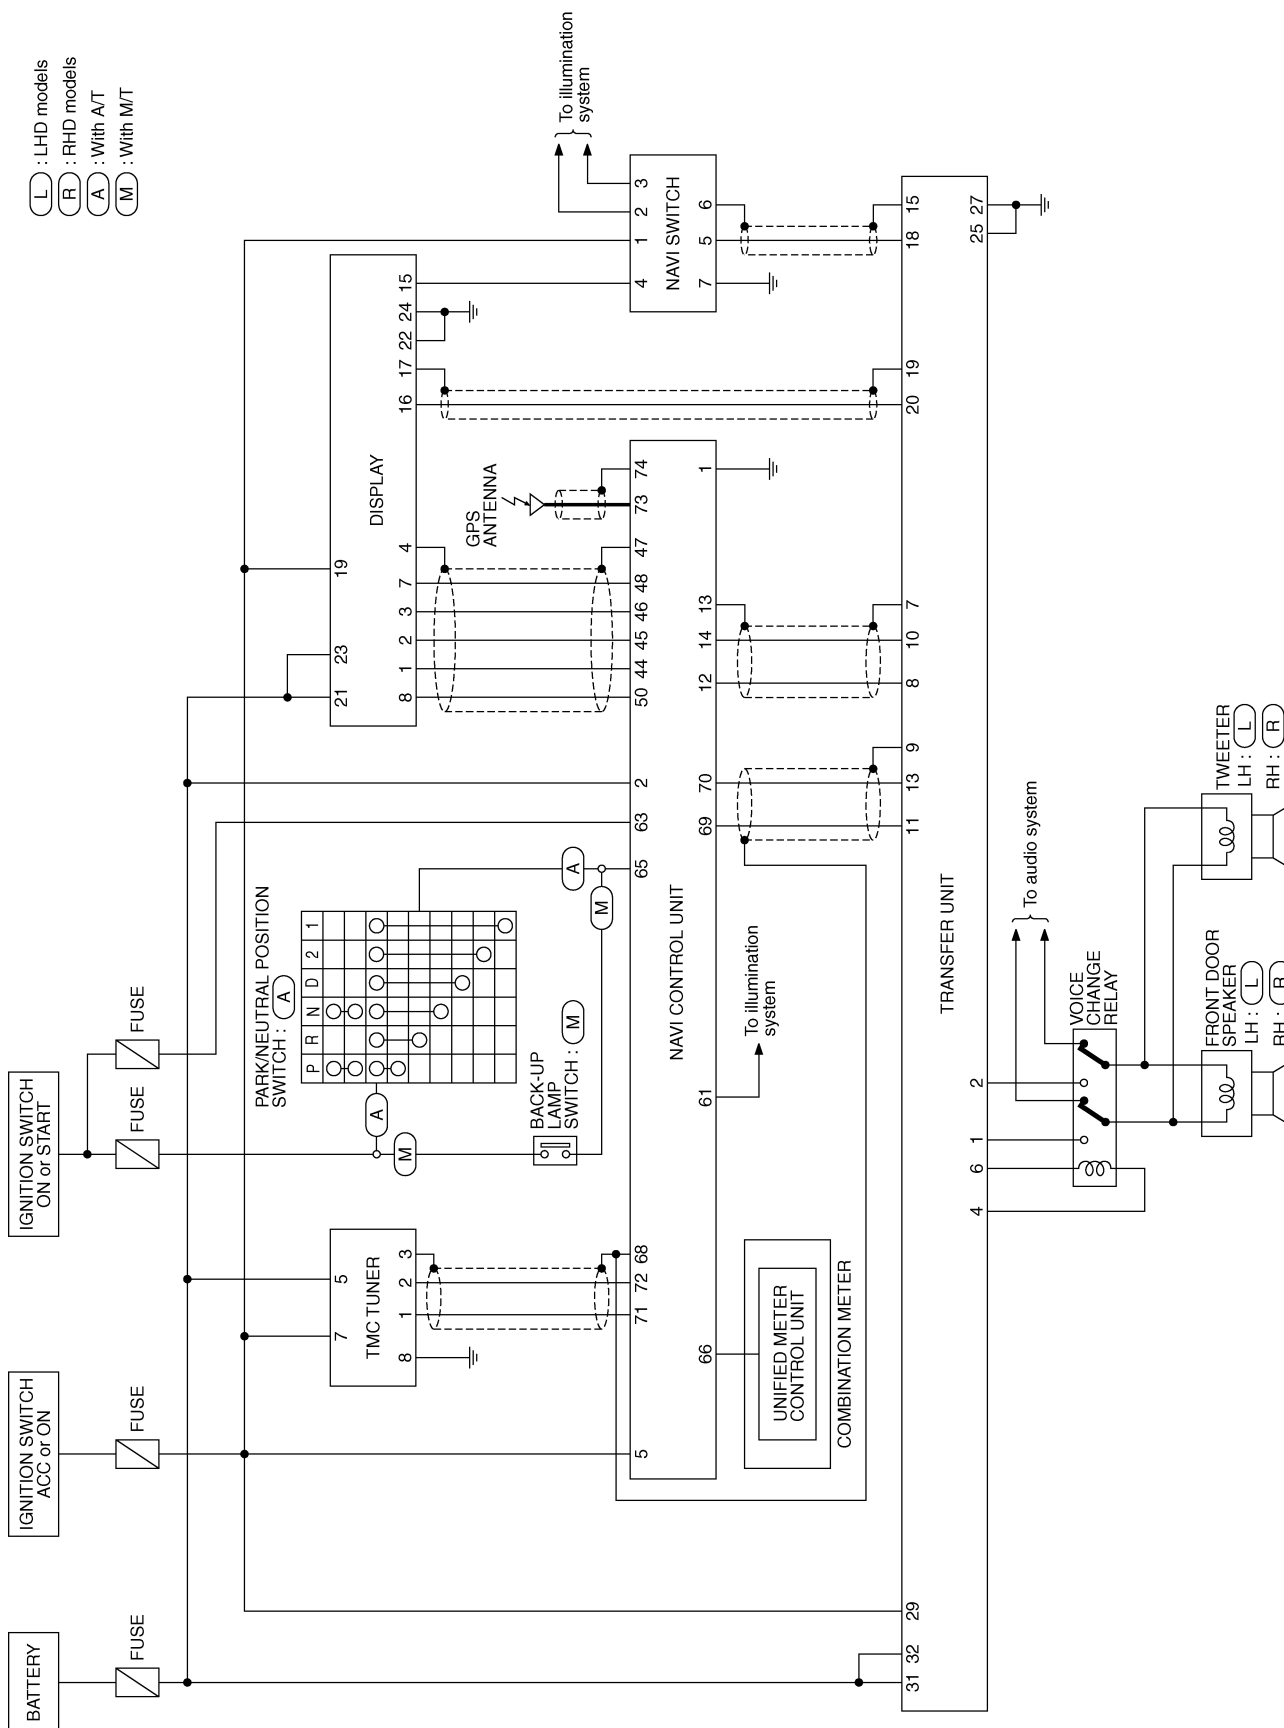 BATTERY
IGNITION SWITCH
ACC or ON
IGNITION SWITCH
ON or START
L : LHD models
R : RHD models
A : With A/T
M : With M/T
FUSE
FUSE
FUSE
FUSE
7
5
TMC TUNER
8 1 2 3
PARK/NEUTRAL POSITION
SWITCH : A
P R N D 2 1
A
M
BACK-UP
LAMP
SWITCH : M
A
M
21 23 19
DISPLAY
8 1 2 3 7 4 16 17 22 24 15
GPS
ANTENNA
To illumination
system
5 71 72 68 65 63 2 50 44 45 46 48 47 73 74
NAVI CONTROL UNIT
66 61 69 70 12 14 13 1
4 1 2 3
NAVI SWITCH
7 5 6
To illumination
system
UNIFIED METER
CONTROL UNIT
COMBINATION METER
31 32 29 11 13 9 8 10 7 20 19 18 15
TRANSFER UNIT
4 6 1 2 25 27
To audio system
VOICE
CHANGE
RELAY
FRONT DOOR
SPEAKER
LH : L
RH : R
TWEETER
LH : L
RH : R